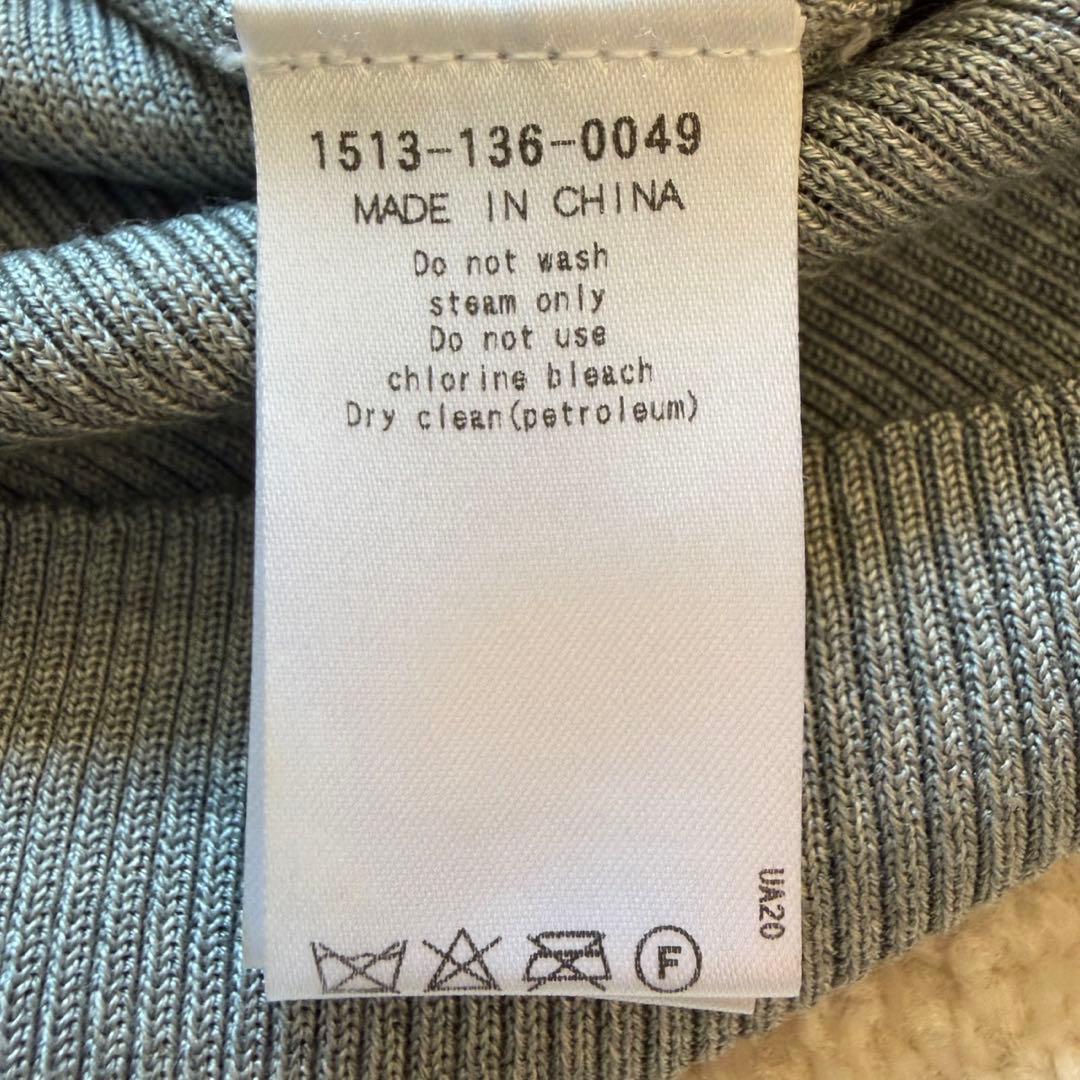 1513-136-0049
MADE IN CHINA
Do not wash
steam only
Do not use
chlorine bleach
Dry clean(petroleum)
UA20
F